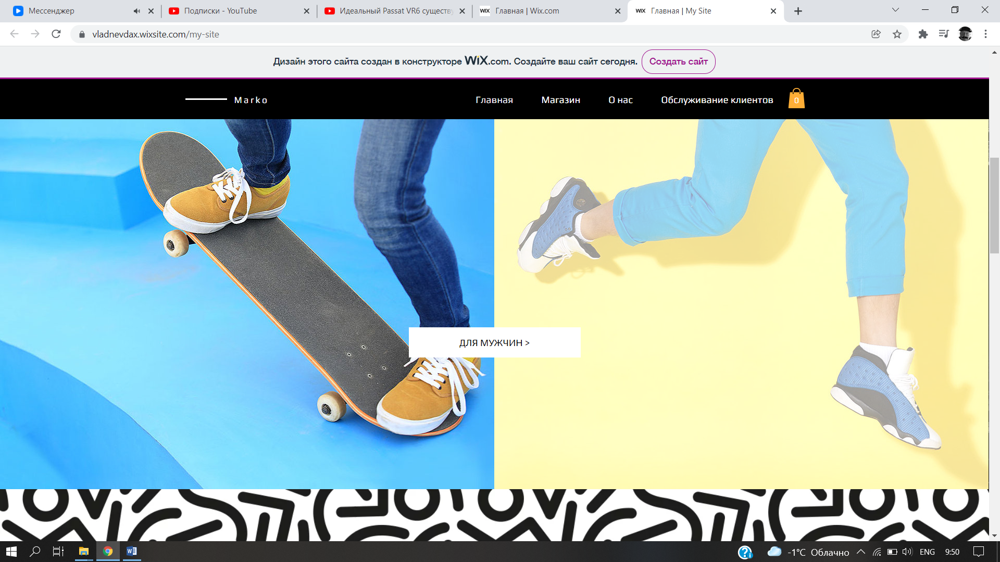 Мессенджер
Подписки - YouTube
Идеальный Passat VR6 существу
WIX Главная | Wix.com
WIX Главная | My Site
vladnevdax.wixsite.com/my-site
Дизайн этого сайта создан в конструкторе WiX.com. Создайте ваш сайт сегодня. Создать сайт
Marko
Главная
Магазин
О нас
Обслуживание клиентов
0
ДЛЯ МУЖЧИН >
-1°C Облачно
ENG
9:50